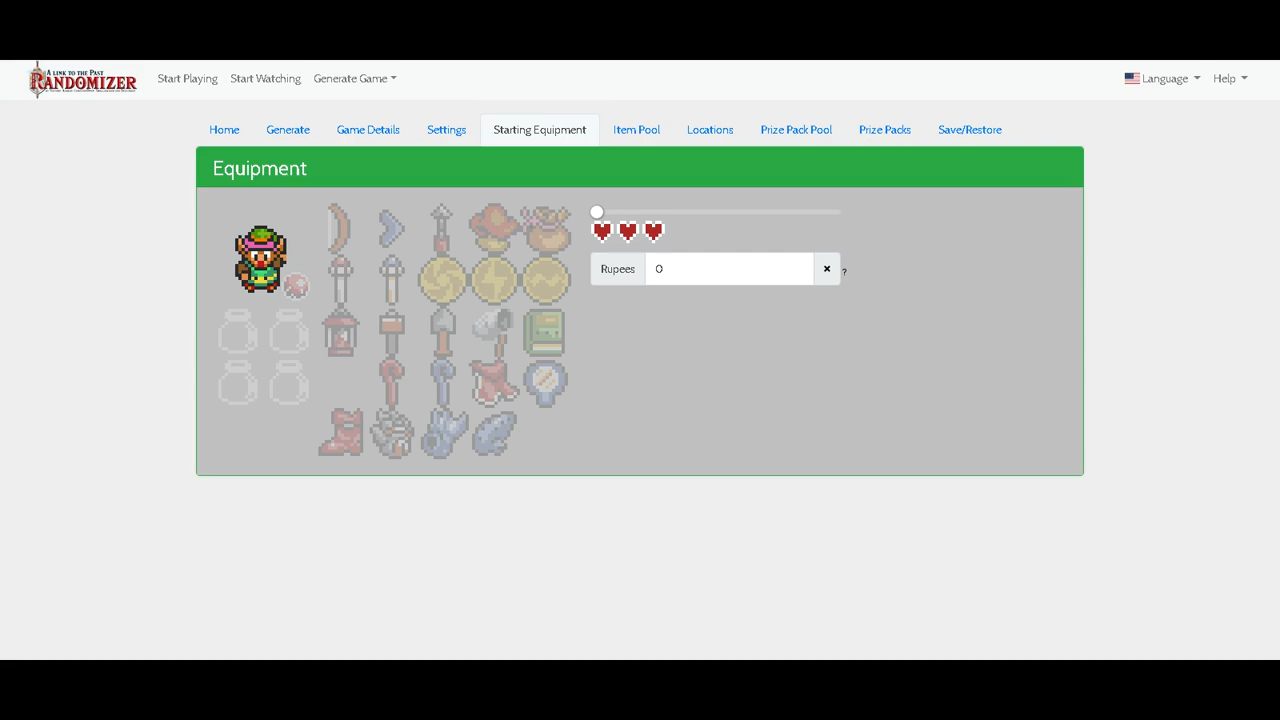 A LINK TO THE PAST
RANDOMIZER
Start Playing
Start Watching
Generate Game
Language
Help
Home
Generate
Game Details
Settings
Starting Equipment
Item Pool
Locations
Prize Pack Pool
Prize Packs
Save/Restore
Equipment
Rupees
0
×
?